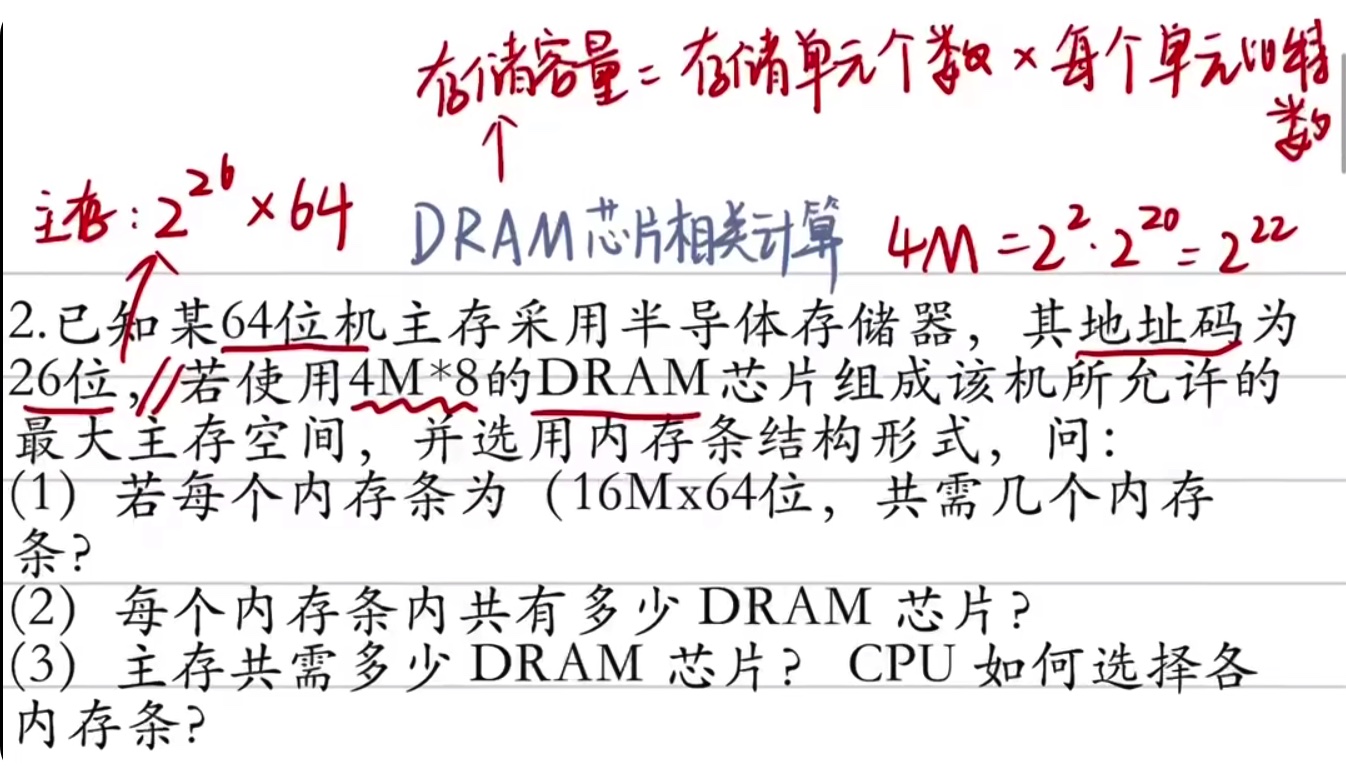 存储容量 = 存储单元个数 × 每个单元的特
数
↑
主存: 2^26 × 64
DRAM芯片相关计算
4M = 2^2 · 2^20 = 2^22
2.已知某64位机主存采用半导体存储器，其地址码为
26位，//若使用4M*8的DRAM芯片组成该机所允许的
最大主存空间，并选用内存条结构形式，问：
(1) 若每个内存条为（16Mx64位，共需几个内存
条?
(2) 每个内存条内共有多少 DRAM 芯片?
(3) 主存共需多少 DRAM 芯片? CPU 如何选择各
内存条?